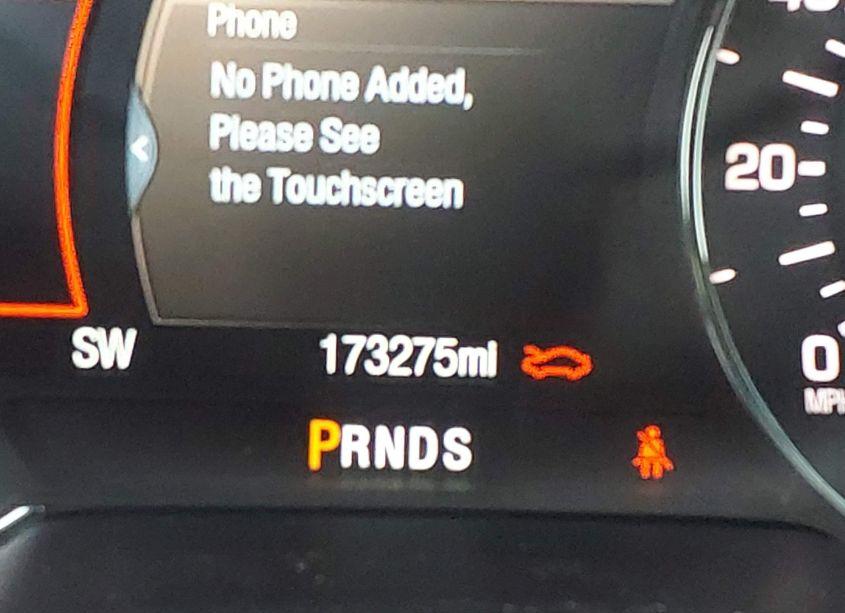 Phone
No Phone Added,
Please See
the Touchscreen
20
SW
173275mi
0
MPH
PRNDS